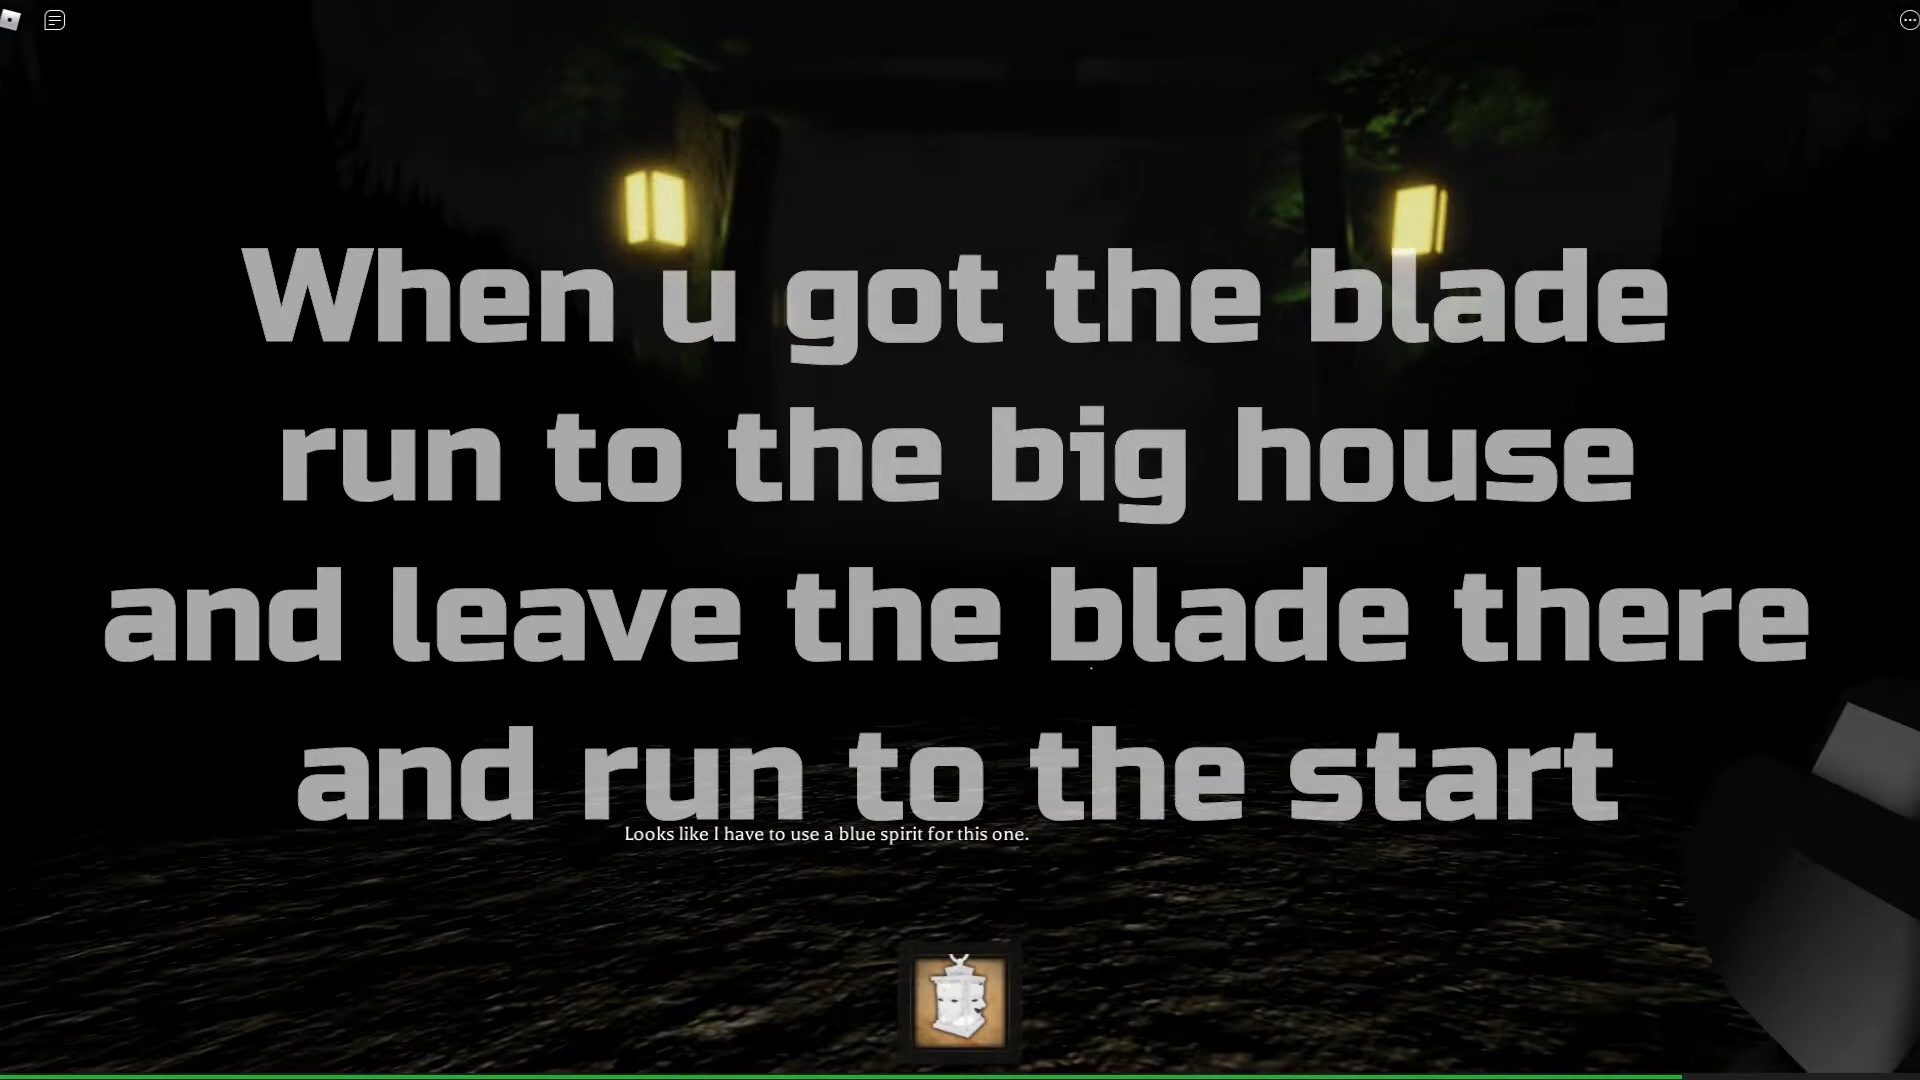 When u got the blade
run to the big house
and leave the blade there
and run to the start
Looks like I have to use a blue spirit for this one.